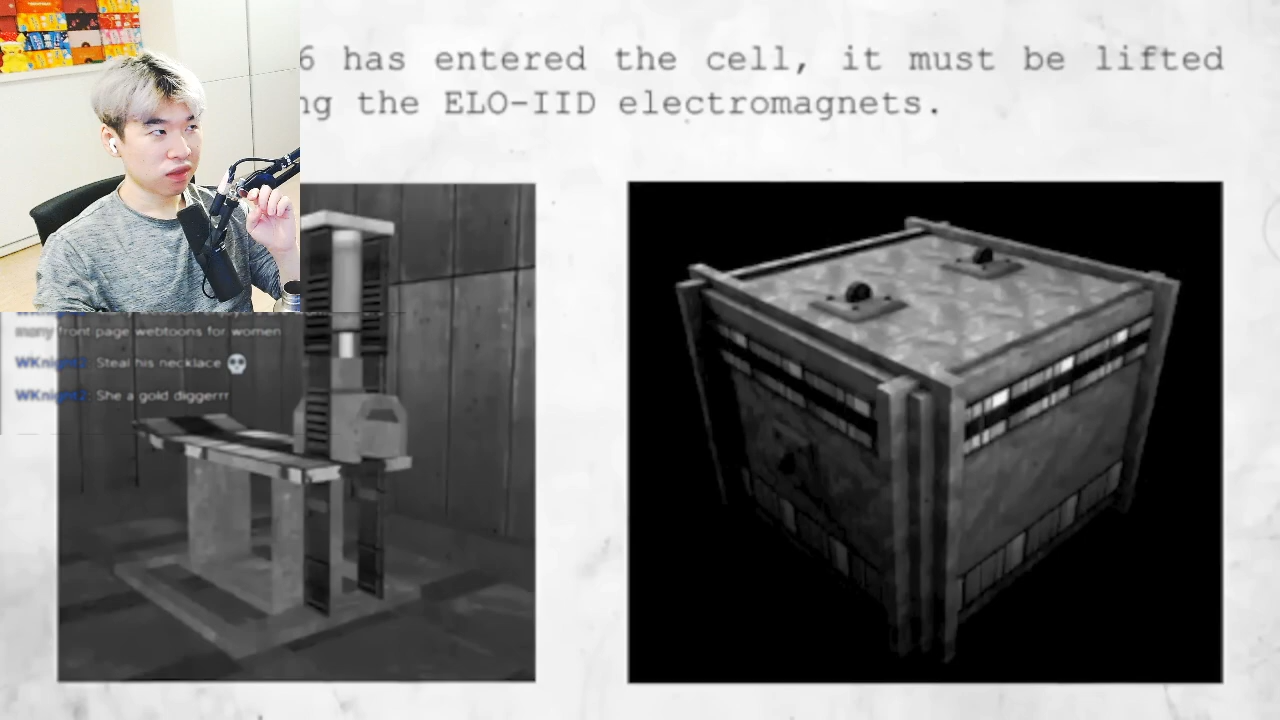 6 has entered the cell, it must be lifted
ng the ELO-IID electromagnets.
many front page webtoons for women
Steal his necklace 💀
She a gold diggerrr